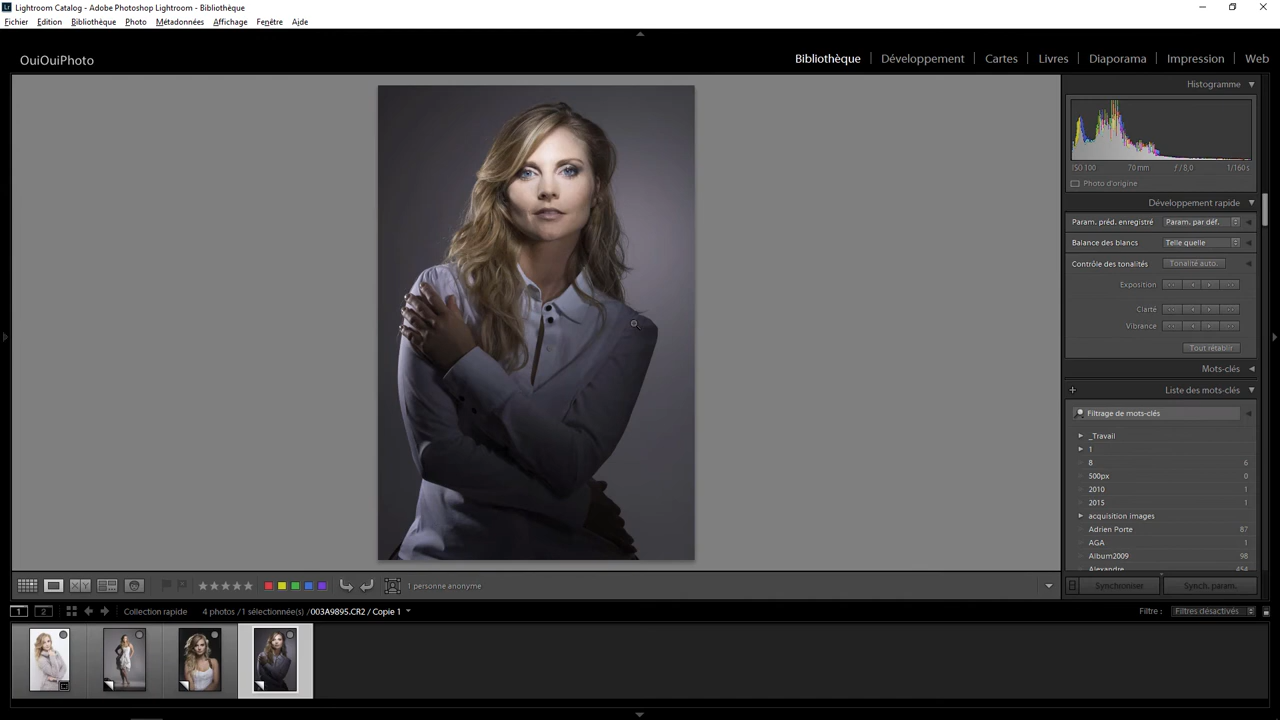 Lightroom Catalog - Adobe Photoshop Lightroom - Bibliothèque
Fichier Edition Bibliothèque Photo Métadonnées Affichage Fenêtre Aide
OuiOuiPhoto
Bibliothèque | Développement | Cartes | Livres | Diaporama | Impression | Web
Histogramme
ISO 100 70 mm ƒ / 8,0 1/160 s
Photo d'origine
Développement rapide
Param. préd. enregistré Param. par déf.
Balance des blancs Telle quelle
Contrôle des tonalités Tonalité auto.
Exposition
Clarté
Vibrance
Tout rétablir
Mots-clés
+ Liste des mots-clés
Filtrage de mots-clés
_Travail
1
8 6
500px 0
2010 1
2015 1
acquisition images
Adrien Porte 87
AGA 1
Album2009 98
Alexandre 454
1 personne anonyme
Synchroniser Synch. param.
1 2 Collection rapide 4 photos / 1 sélectionnée(s) / 003A9895.CR2 / Copie 1 Filtre : Filtres désactivés